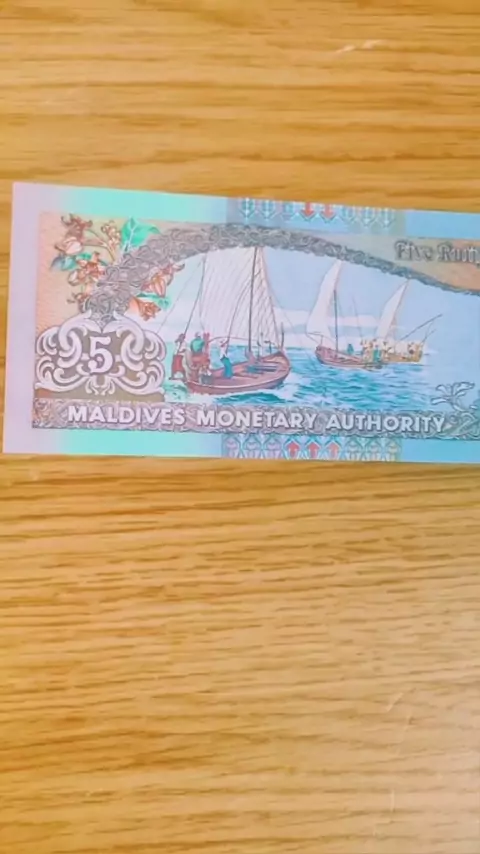 Five Rufi
5
MALDIVES MONETARY AUTHORITY